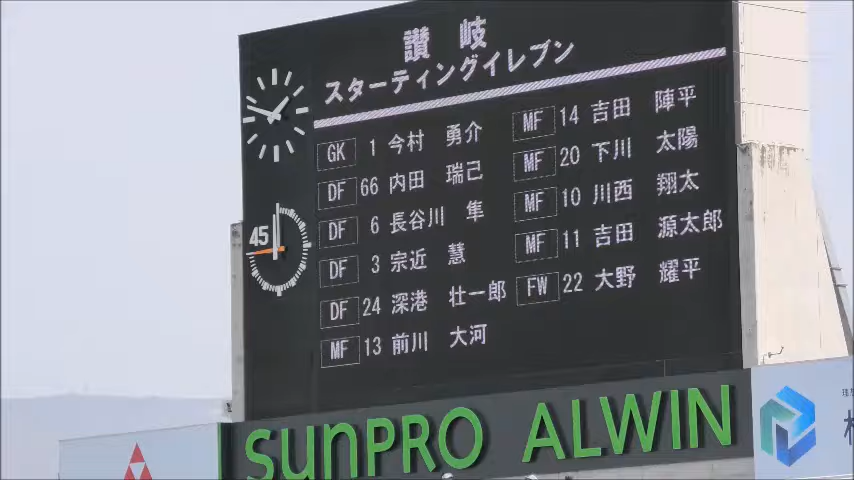 讃岐
スターティングイレブン
GK 1 今村 勇介
DF 66 内田 瑞己
DF 6 長谷川 隼
DF 3 宗近 慧
DF 24 深港 壮一郎
MF 13 前川 大河
MF 14 吉田 陣平
MF 20 下川 太陽
MF 10 川西 翔太
MF 11 吉田 源太郎
FW 22 大野 耀平
45
SUNPRO ALWIN